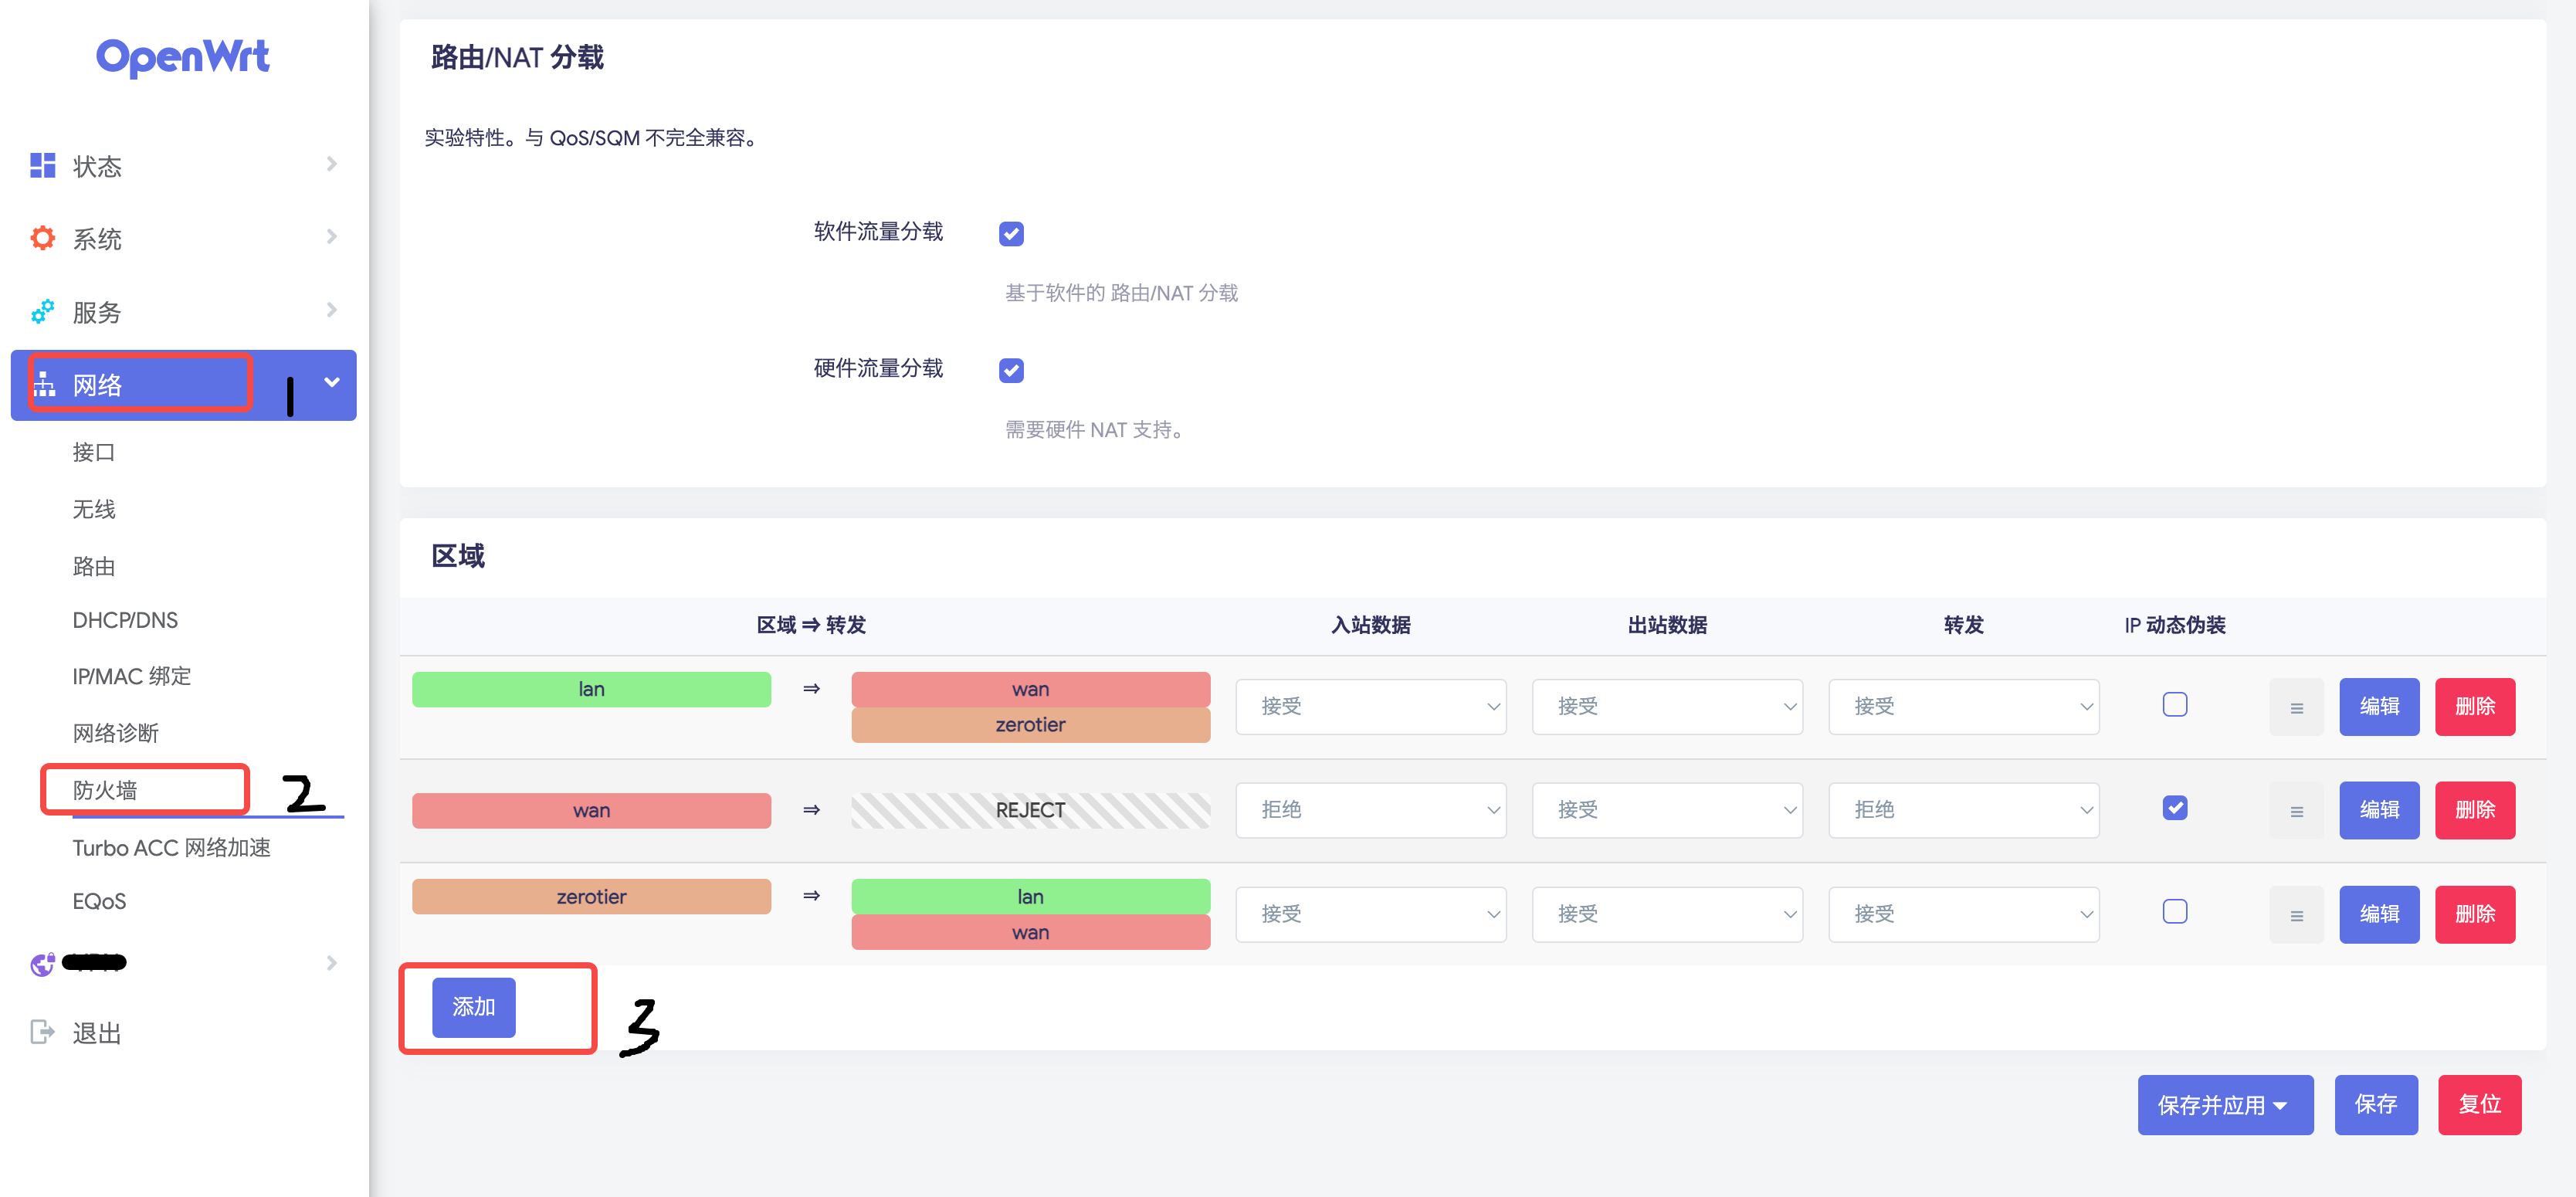 OpenWrt
状态
系统
服务
网络
1
接口
无线
路由
DHCP/DNS
IP/MAC 绑定
网络诊断
防火墙
2
Turbo ACC 网络加速
EQoS
退出
路由/NAT 分载
实验特性。与 QoS/SQM 不完全兼容。
软件流量分载
基于软件的 路由/NAT 分载
硬件流量分载
需要硬件 NAT 支持。
区域
区域 ⇒ 转发 入站数据 出站数据 转发 IP 动态伪装
lan ⇒ wan 接受 接受 接受 编辑 删除
zerotier
wan ⇒ REJECT 拒绝 接受 拒绝 编辑 删除
zerotier ⇒ lan 接受 接受 接受 编辑 删除
wan
添加
3
保存并应用 保存 复位